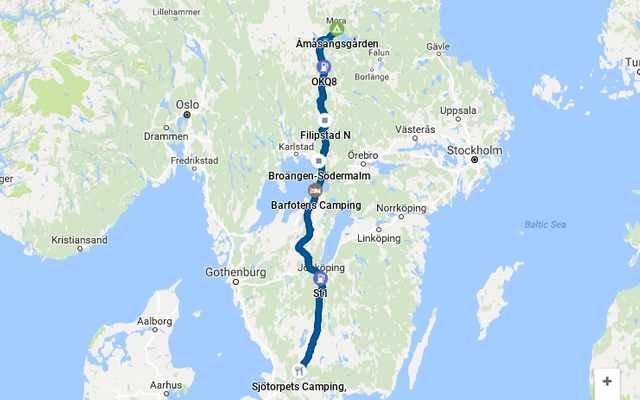 Lillehammer
Mora
Åmåsängsgården
Gävle
Falun
OKQ8
Borlänge
Oslo
Uppsala
Filipstad N
Drammen
Västerås
Karlstad
Örebro
Stockholm
Fredrikstad
Broängen-Södermalm
Barfotens Camping
Norrköping
Baltic Sea
Kristiansand
Linköping
Gothenburg
St1
Aalborg
Aarhus
Sjötorpets Camping,
+